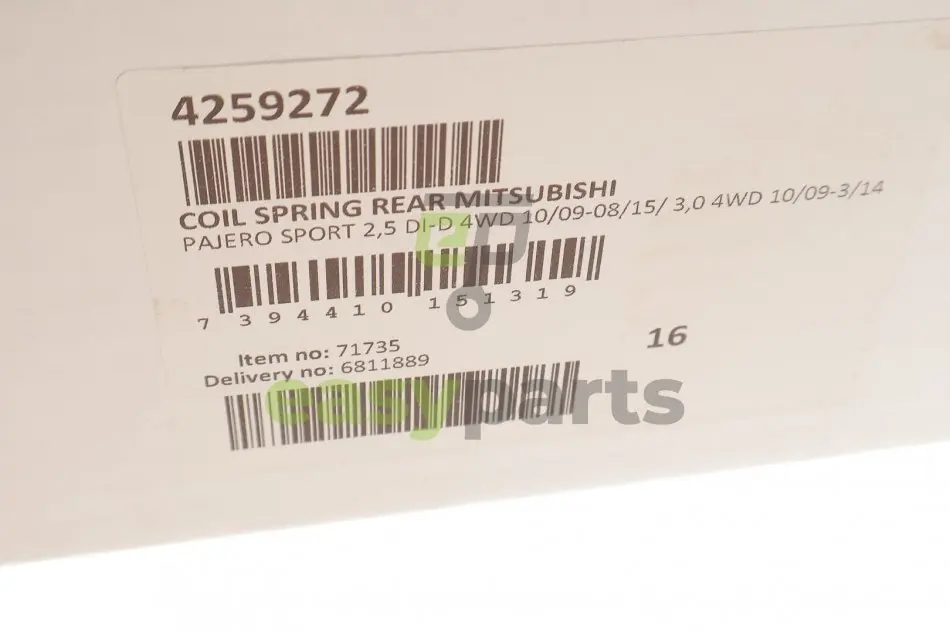 4259272
COIL SPRING REAR MITSUBISHI
PAJERO SPORT 2,5 DI-D 4WD 10/09-08/15/ 3,0 4WD 10/09-3/14
7 394410 151319
Item no: 71735
16
Delivery no: 6811889
easyparts